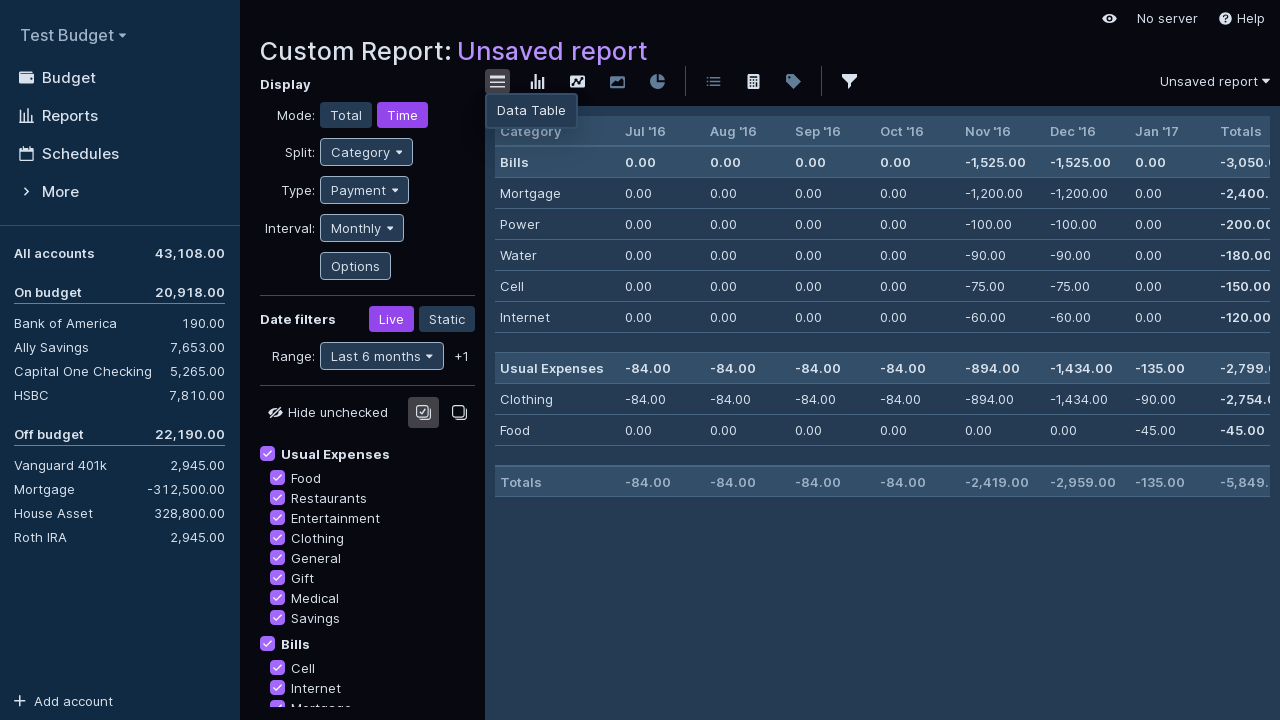 Test Budget
Budget
Reports
Schedules
More
All accounts 43,108.00
On budget 20,918.00
Bank of America 190.00
Ally Savings 7,653.00
Capital One Checking 5,265.00
HSBC 7,810.00
Off budget 22,190.00
Vanguard 401k 2,945.00
Mortgage -312,500.00
House Asset 328,800.00
Roth IRA 2,945.00
Add account
No server
Help
Custom Report: Unsaved report
Display
Mode: Total Time
Split: Category
Type: Payment
Interval: Monthly
Options
Date filters Live Static
Range: Last 6 months +1
Hide unchecked
Usual Expenses
Food
Restaurants
Entertainment
Clothing
General
Gift
Medical
Savings
Bills
Cell
Internet
Mortgage
Unsaved report
Data Table
Category Jul '16 Aug '16 Sep '16 Oct '16 Nov '16 Dec '16 Jan '17 Totals
Bills 0.00 0.00 0.00 0.00 -1,525.00 -1,525.00 0.00 -3,050.0
Mortgage 0.00 0.00 0.00 0.00 -1,200.00 -1,200.00 0.00 -2,400.
Power 0.00 0.00 0.00 0.00 -100.00 -100.00 0.00 -200.00
Water 0.00 0.00 0.00 0.00 -90.00 -90.00 0.00 -180.00
Cell 0.00 0.00 0.00 0.00 -75.00 -75.00 0.00 -150.00
Internet 0.00 0.00 0.00 0.00 -60.00 -60.00 0.00 -120.00
Usual Expenses -84.00 -84.00 -84.00 -84.00 -894.00 -1,434.00 -135.00 -2,799.0
Clothing -84.00 -84.00 -84.00 -84.00 -894.00 -1,434.00 -90.00 -2,754.0
Food 0.00 0.00 0.00 0.00 0.00 0.00 -45.00 -45.00
Totals -84.00 -84.00 -84.00 -84.00 -2,419.00 -2,959.00 -135.00 -5,849.